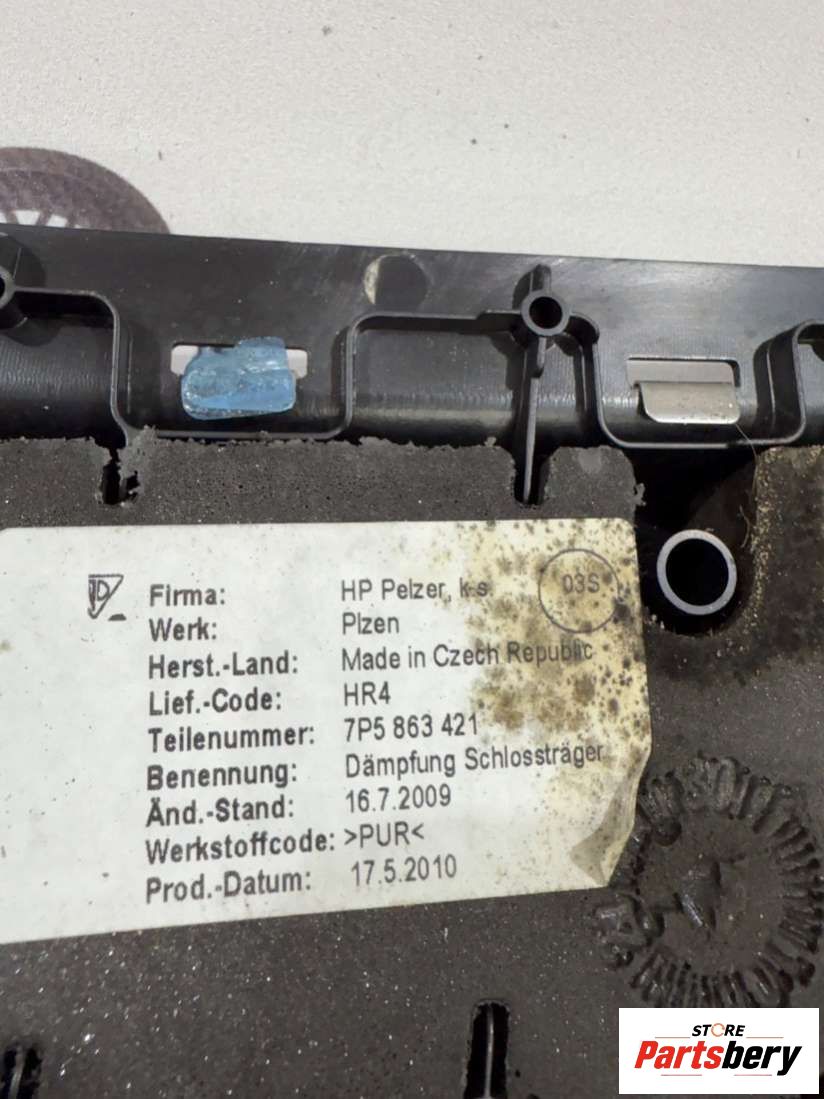 Firma: HP Pelzer, k.s. 03S
Werk: Plzen
Herst.-Land: Made in Czech Republic
Lief.-Code: HR4
Teilenummer: 7P5 863 421
Benennung: Dämpfung Schlossträger
Änd.-Stand: 16.7.2009
Werkstoffcode: >PUR<
Prod.-Datum: 17.5.2010
STORE
Partsbery